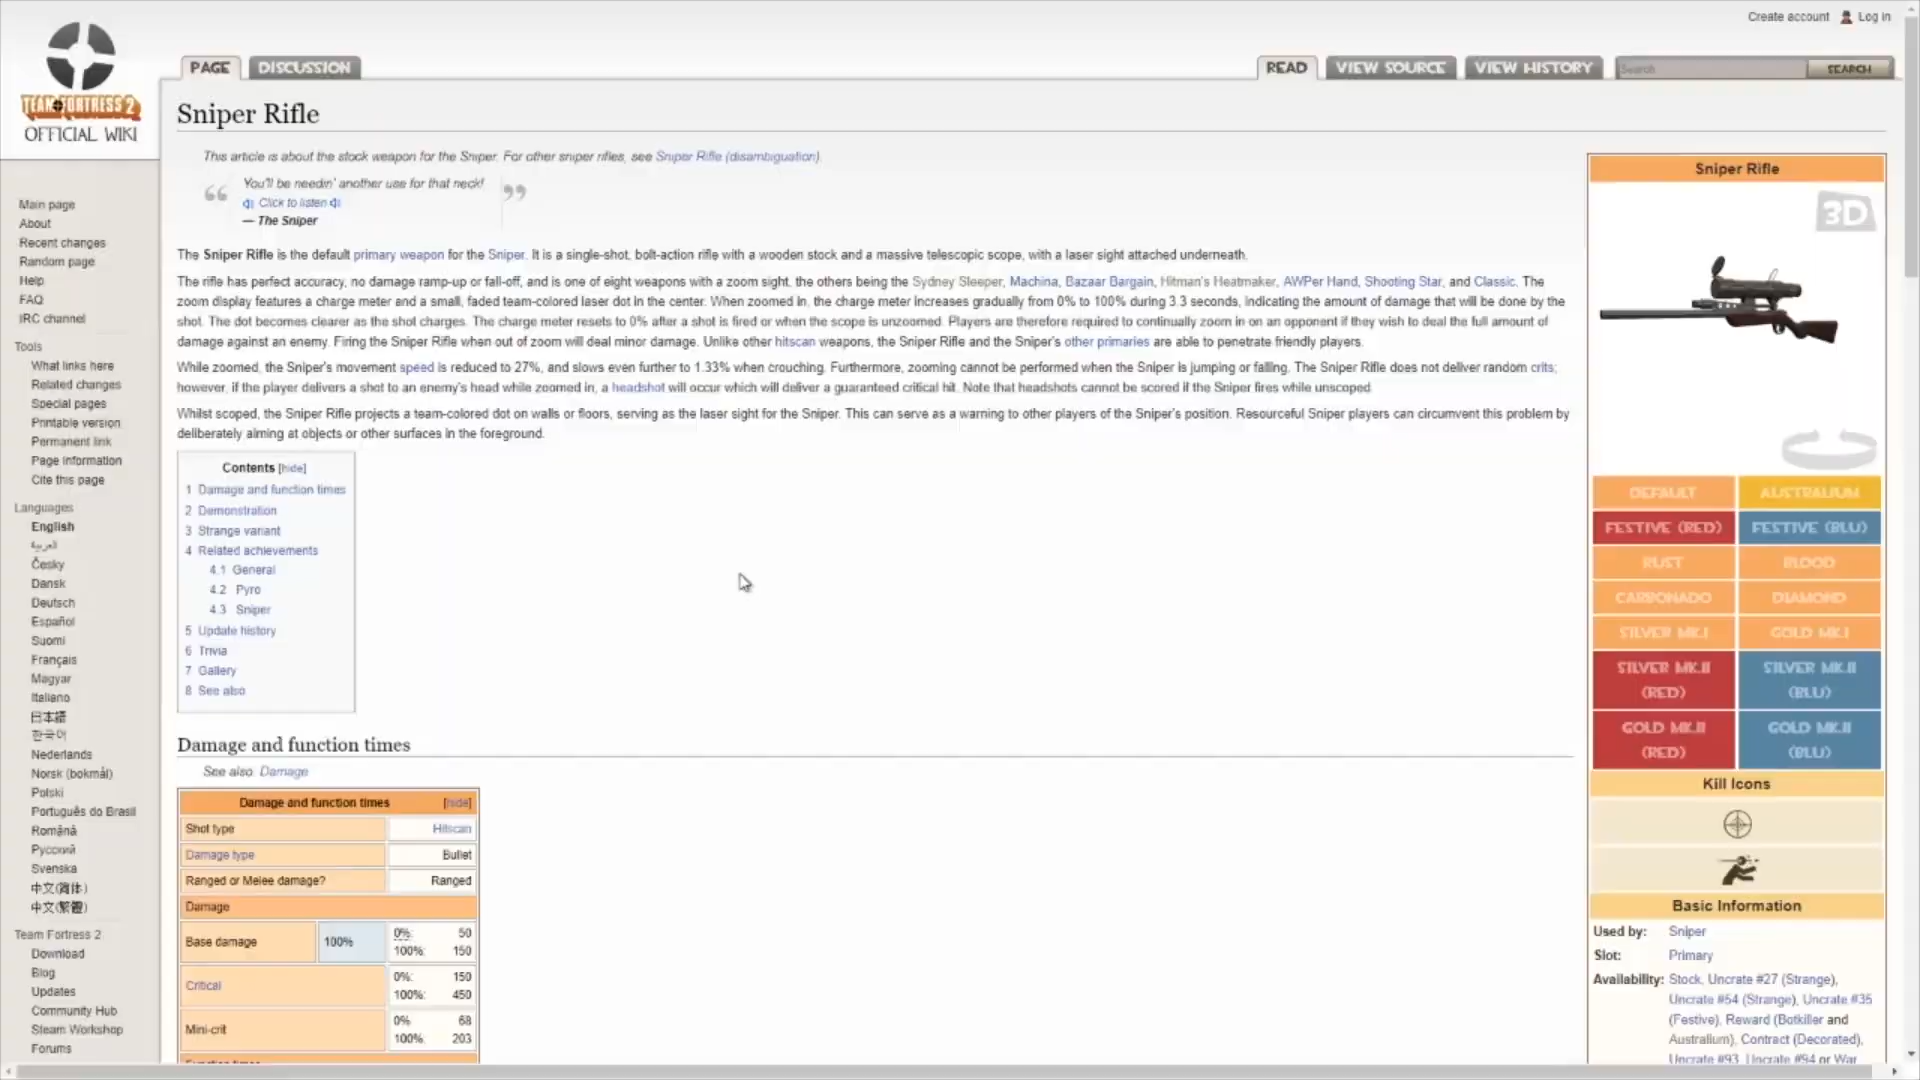 Create account
Log in
TEAM FORTRESS 2
OFFICIAL WIKI
PAGE
DISCUSSION
READ
VIEW SOURCE
VIEW HISTORY
Search
SEARCH
Sniper Rifle
This article is about the stock weapon for the Sniper. For other sniper rifles, see Sniper Rifle (disambiguation).
“ You'll be needin' another use for that neck! ”
Click to listen
— The Sniper
The Sniper Rifle is the default primary weapon for the Sniper. It is a single-shot, bolt-action rifle with a wooden stock and a massive telescopic scope, with a laser sight attached underneath.
The rifle has perfect accuracy, no damage ramp-up or fall-off, and is one of eight weapons with a zoom sight, the others being the Sydney Sleeper, Machina, Bazaar Bargain, Hitman's Heatmaker, AWPer Hand, Shooting Star, and Classic. The
zoom display features a charge meter and a small, faded team-colored laser dot in the center. When zoomed in, the charge meter increases gradually from 0% to 100% during 3.3 seconds, indicating the amount of damage that will be done by the
shot. The dot becomes clearer as the shot charges. The charge meter resets to 0% after a shot is fired or when the scope is unzoomed. Players are therefore required to continually zoom in on an opponent if they wish to deal the full amount of
damage against an enemy. Firing the Sniper Rifle when out of zoom will deal minor damage. Unlike other hitscan weapons, the Sniper Rifle and the Sniper's other primaries are able to penetrate friendly players.
While zoomed, the Sniper's movement speed is reduced to 27%, and slows even further to 1.33% when crouching. Furthermore, zooming cannot be performed when the Sniper is jumping or falling. The Sniper Rifle does not deliver random crits;
however, if the player delivers a shot to an enemy's head while zoomed in, a headshot will occur which will deliver a guaranteed critical hit. Note that headshots cannot be scored if the Sniper fires while unscoped.
Whilst scoped, the Sniper Rifle projects a team-colored dot on walls or floors, serving as the laser sight for the Sniper. This can serve as a warning to other players of the Sniper's position. Resourceful Sniper players can circumvent this problem by
deliberately aiming at objects or other surfaces in the foreground.
Contents [hide]
1 Damage and function times
2 Demonstration
3 Strange variant
4 Related achievements
4.1 General
4.2 Pyro
4.3 Sniper
5 Update history
6 Trivia
7 Gallery
8 See also
Damage and function times
See also: Damage
Damage and function times [hide]
Shot type Hitscan
Damage type Bullet
Ranged or Melee damage? Ranged
Damage
Base damage 100% 0%: 50
100%: 150
Critical 0%: 150
100%: 450
Mini-crit 0% 68
100%: 203
Main page
About
Recent changes
Random page
Help
FAQ
IRC channel
Tools
What links here
Related changes
Special pages
Printable version
Permanent link
Page information
Cite this page
Languages
English
العربية
Česky
Dansk
Deutsch
Español
Suomi
Français
Magyar
Italiano
日本語
한국어
Nederlands
Norsk (bokmål)
Polski
Português do Brasil
Română
Русский
Svenska
中文(简体)
中文(繁體)
Team Fortress 2
Download
Blog
Updates
Community Hub
Steam Workshop
Forums
Sniper Rifle
3D
DEFAULT
AUSTRALIUM
FESTIVE (RED)
FESTIVE (BLU)
RUST
BLOOD
CARBONADO
DIAMOND
SILVER MK.I
GOLD MK.I
SILVER MK.II
(RED)
SILVER MK.II
(BLU)
GOLD MK.II
(RED)
GOLD MK.II
(BLU)
Kill Icons
Basic Information
Used by: Sniper
Slot: Primary
Availability: Stock, Uncrate #27 (Strange),
Uncrate #54 (Strange), Uncrate #35
(Festive), Reward (Botkiller and
Australium), Contract (Decorated),
Uncrate #93, Uncrate #94 or War